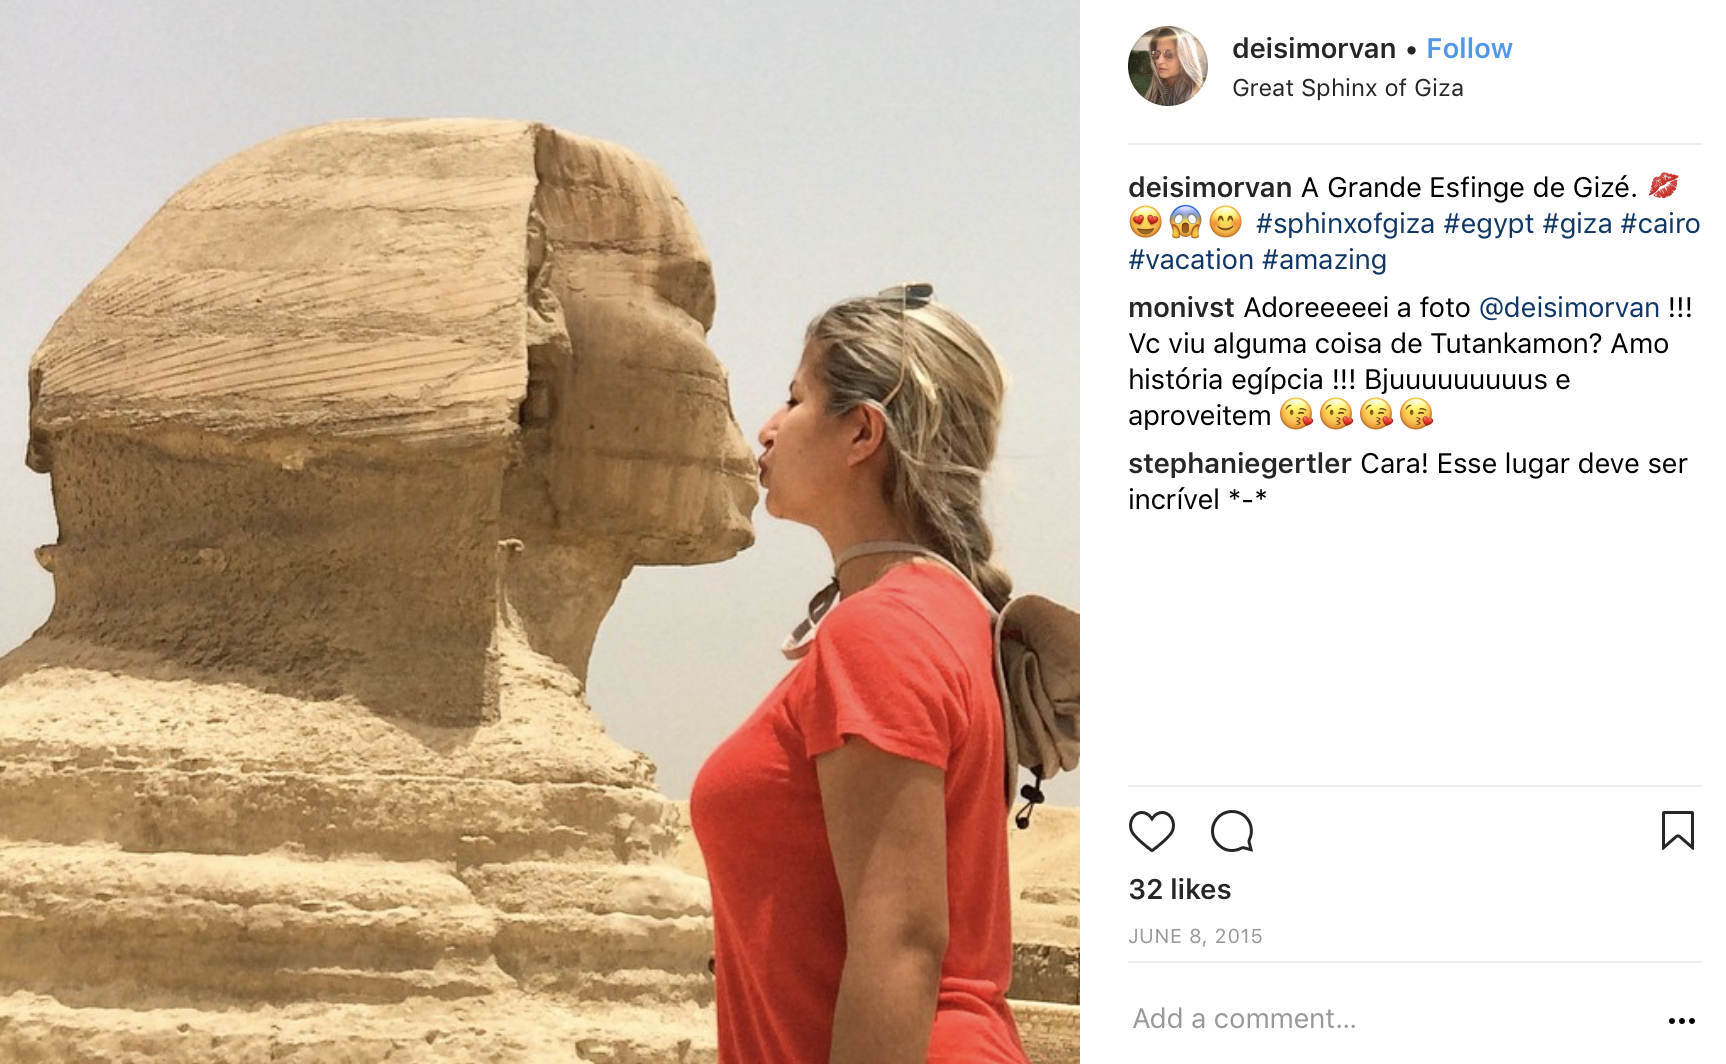 deisimorvan • Follow
Great Sphinx of Giza
deisimorvan A Grande Esfinge de Gizé. 💋
😍😱😊 #sphinxofgiza #egypt #giza #cairo
#vacation #amazing
monivst Adoreeeeei a foto @deisimorvan !!!
Vc viu alguma coisa de Tutankamon? Amo
história egípcia !!! Bjuuuuuuuuus e
aproveitem 😘😘😘😘
stephaniegertler Cara! Esse lugar deve ser
incrível *-*
32 likes
JUNE 8, 2015
Add a comment...